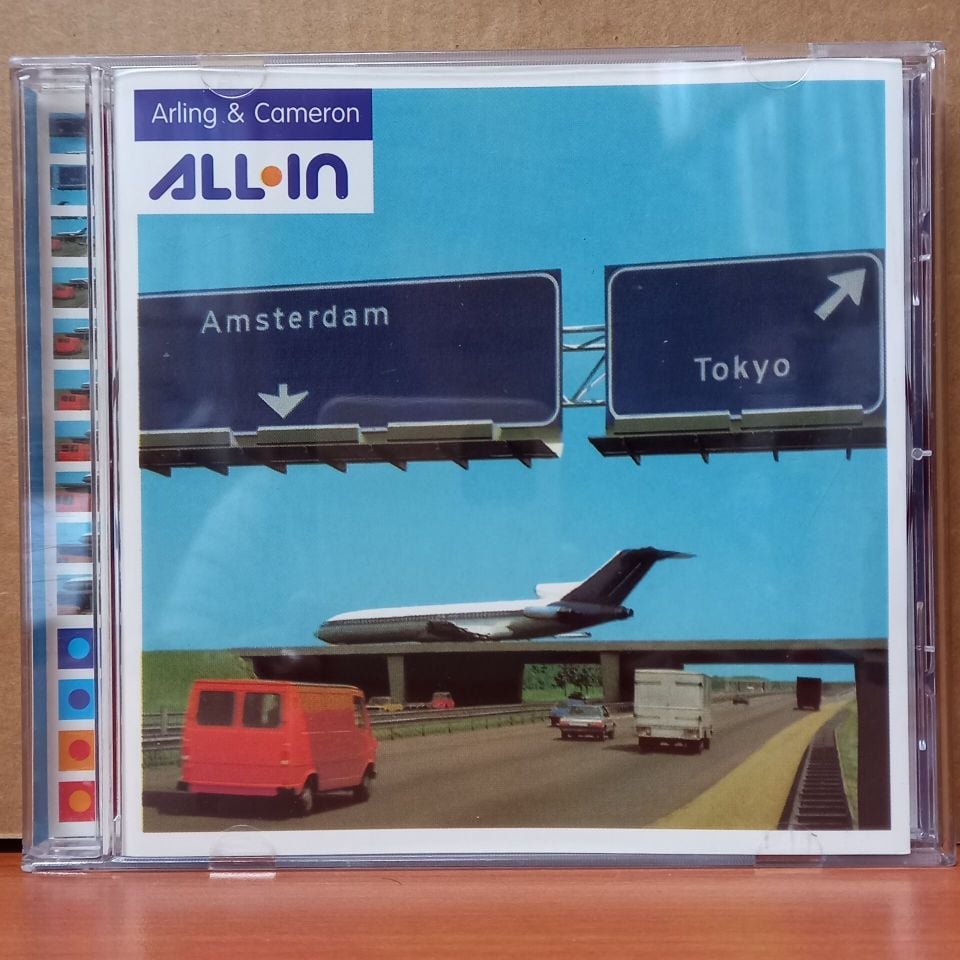 Arling & Cameron
ALL•IN
Amsterdam
Tokyo